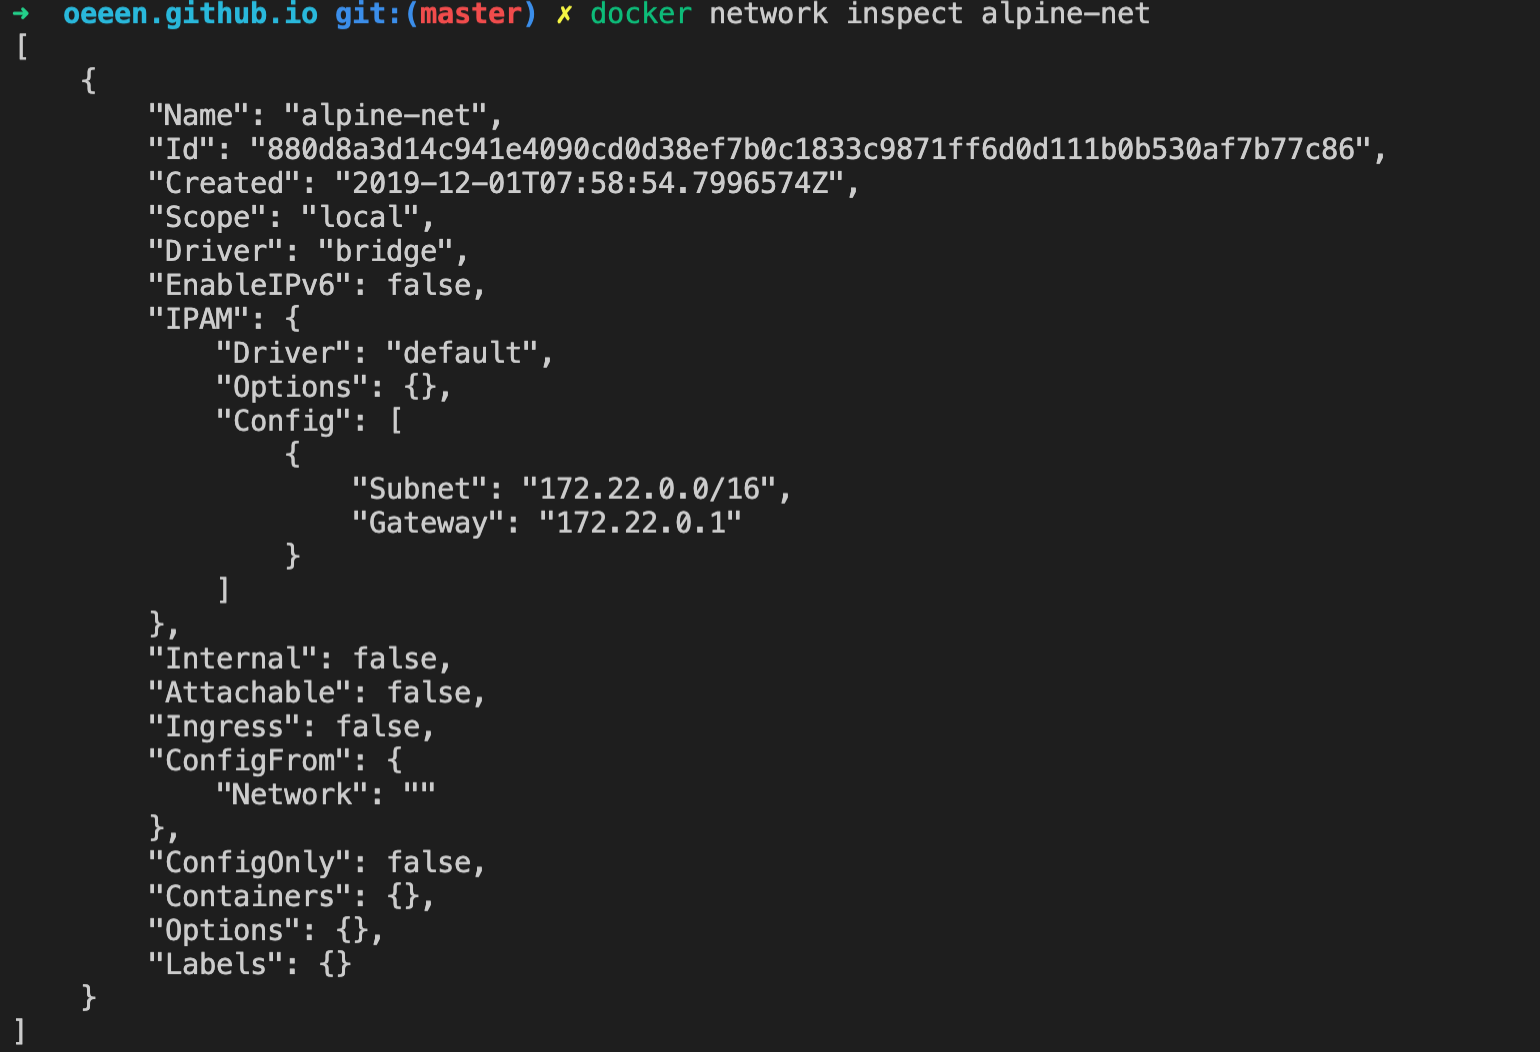 ➜  oeeen.github.io git:(master) ✗ docker network inspect alpine-net
[
    {
        "Name": "alpine-net",
        "Id": "880d8a3d14c941e4090cd0d38ef7b0c1833c9871ff6d0d111b0b530af7b77c86",
        "Created": "2019-12-01T07:58:54.7996574Z",
        "Scope": "local",
        "Driver": "bridge",
        "EnableIPv6": false,
        "IPAM": {
            "Driver": "default",
            "Options": {},
            "Config": [
                {
                    "Subnet": "172.22.0.0/16",
                    "Gateway": "172.22.0.1"
                }
            ]
        },
        "Internal": false,
        "Attachable": false,
        "Ingress": false,
        "ConfigFrom": {
            "Network": ""
        },
        "ConfigOnly": false,
        "Containers": {},
        "Options": {},
        "Labels": {}
    }
]